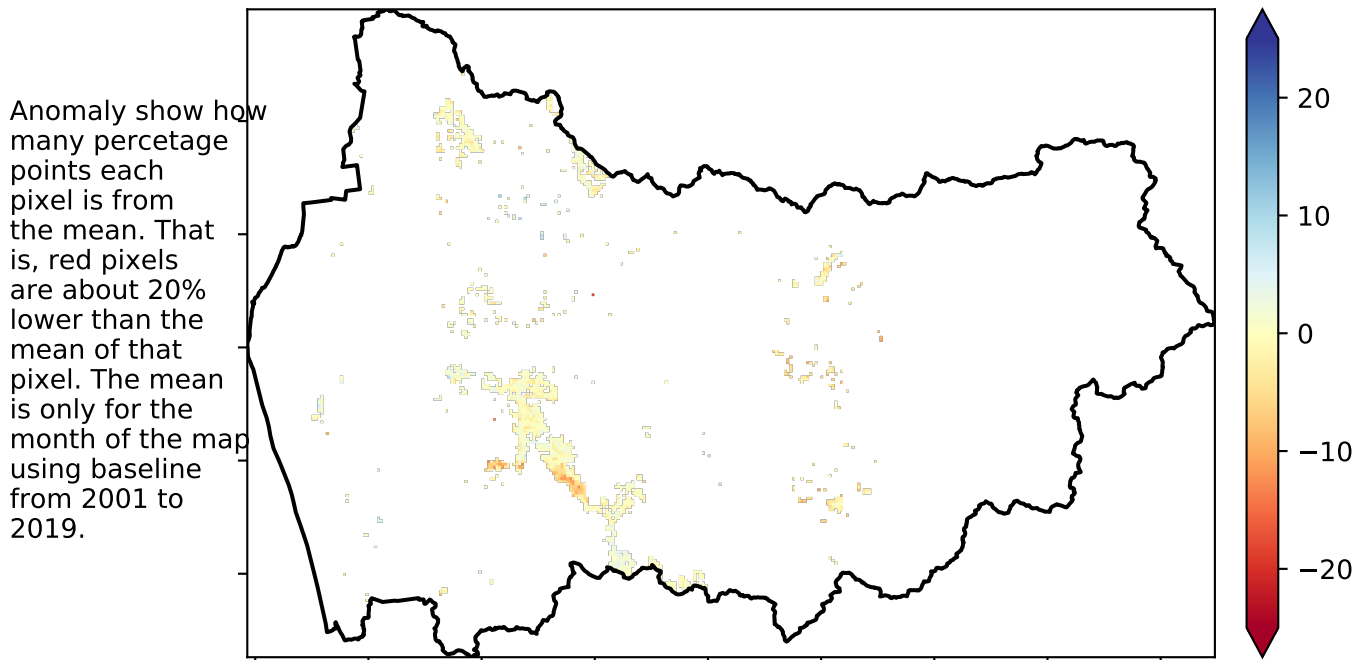 Anomaly show how
many percetage
points each
pixel is from
the mean. That
is, red pixels
are about 20%
lower than the
mean of that
pixel. The mean
is only for the
month of the map
using baseline
from 2001 to
2019.
20
10
0
−10
−20